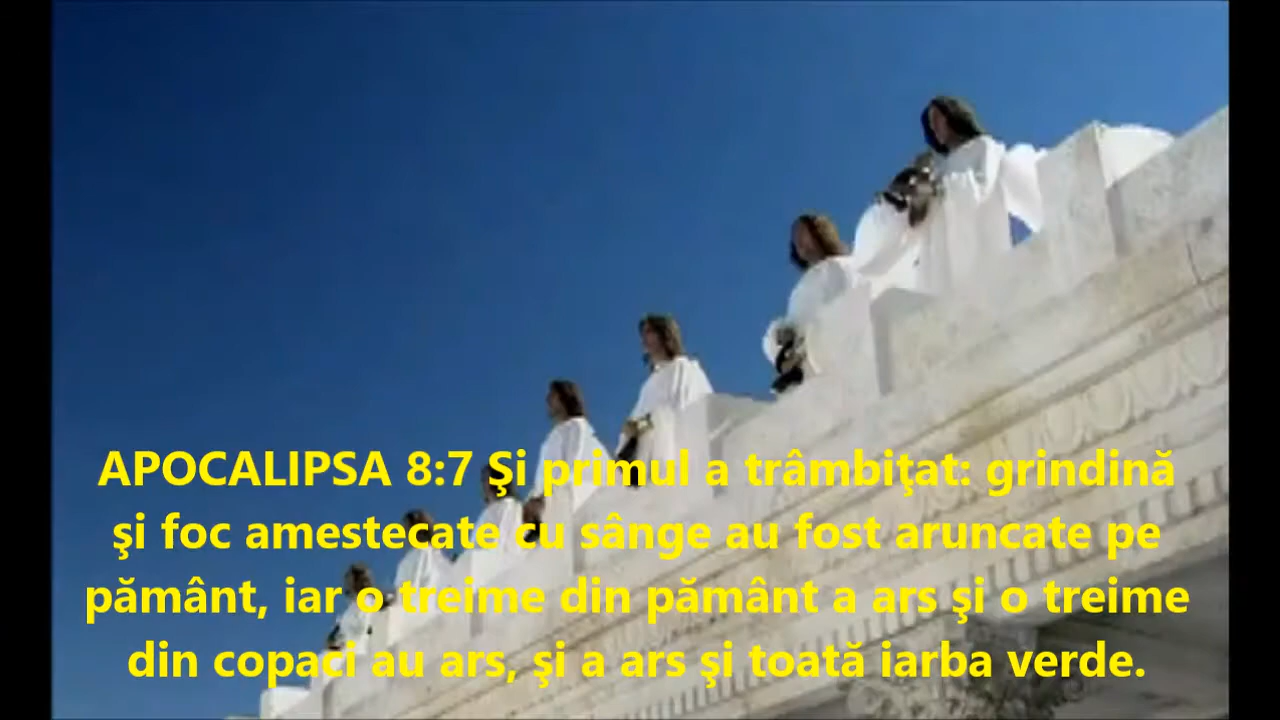 APOCALIPSA 8:7 Şi primul a trâmbiţat: grindină
şi foc amestecate cu sânge au fost aruncate pe
pământ, iar o treime din pământ a ars şi o treime
din copaci au ars, şi a ars şi toată iarba verde.